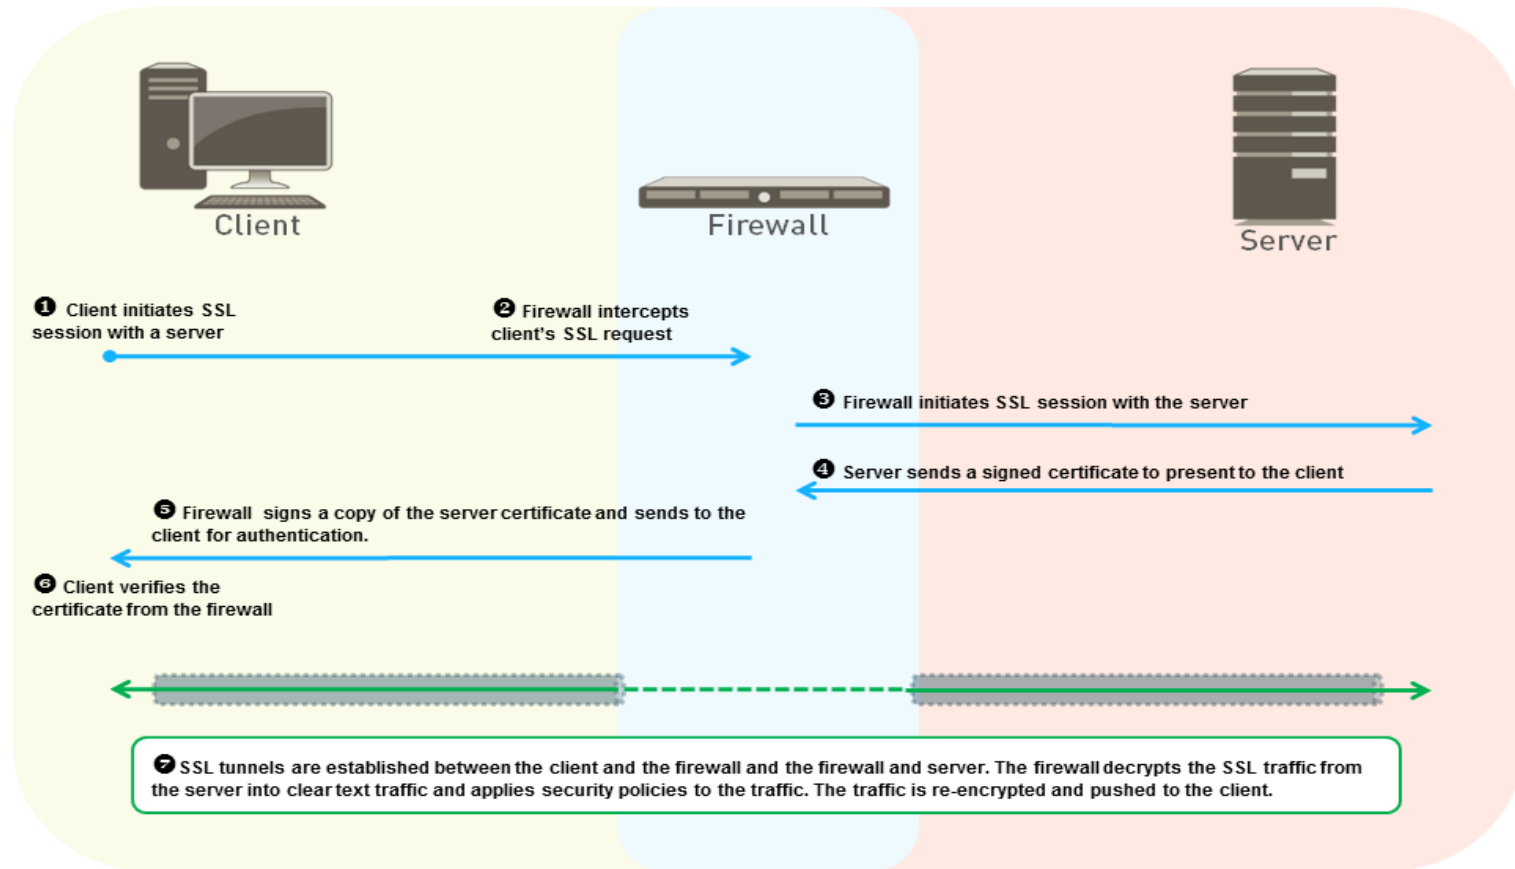 Client
Firewall
Server
❶ Client initiates SSL
session with a server
❷ Firewall intercepts
client's SSL request
❸ Firewall initiates SSL session with the server
❹ Server sends a signed certificate to present to the client
❺ Firewall signs a copy of the server certificate and sends to the
client for authentication.
❻ Client verifies the
certificate from the firewall
❼ SSL tunnels are established between the client and the firewall and the firewall and server. The firewall decrypts the SSL traffic from
the server into clear text traffic and applies security policies to the traffic. The traffic is re-encrypted and pushed to the client.